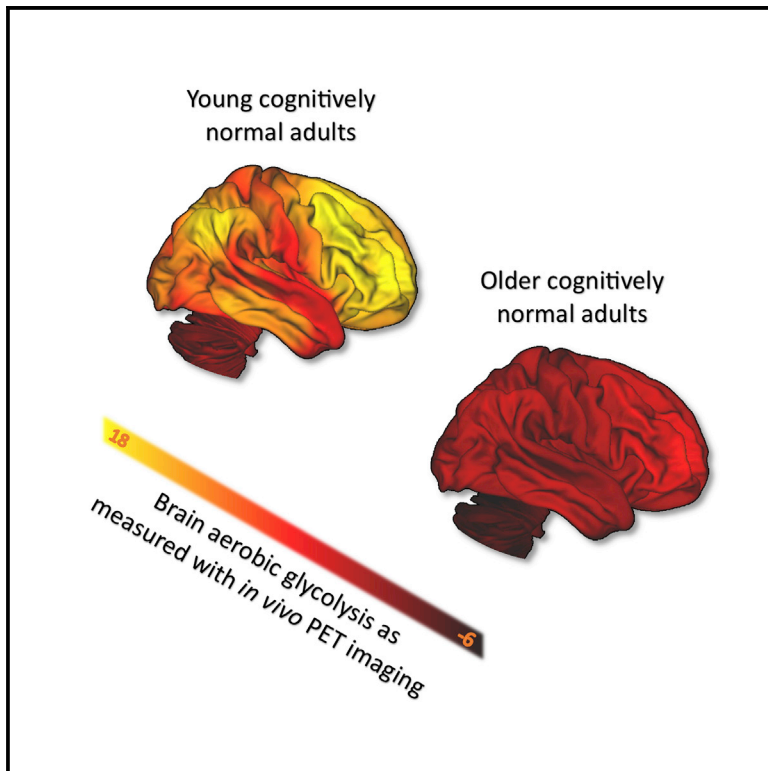 Young cognitively
normal adults
Older cognitively
normal adults
18
Brain aerobic glycolysis as
measured with in vivo PET imaging
-6